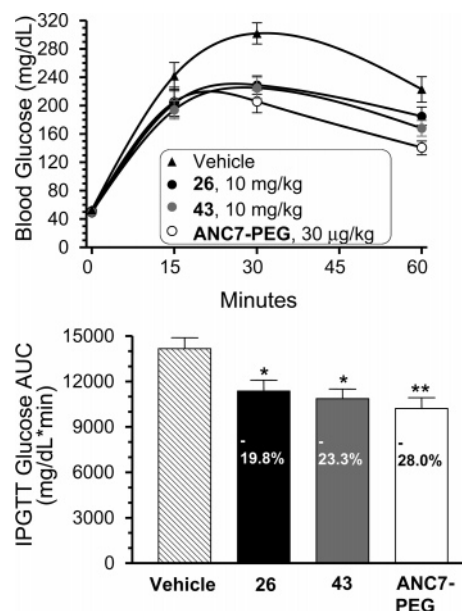 320
280
240
200
160
120
80
40
0
Blood Glucose (mg/dL)
Vehicle
26, 10 mg/kg
43, 10 mg/kg
ANC7-PEG, 30 μg/kg
0 15 30 45 60
Minutes
15000
12000
9000
6000
3000
0
IPGTT Glucose AUC
(mg/dL*min)
* * **
-
19.8%
-
23.3%
-
28.0%
Vehicle 26 43 ANC7-
PEG